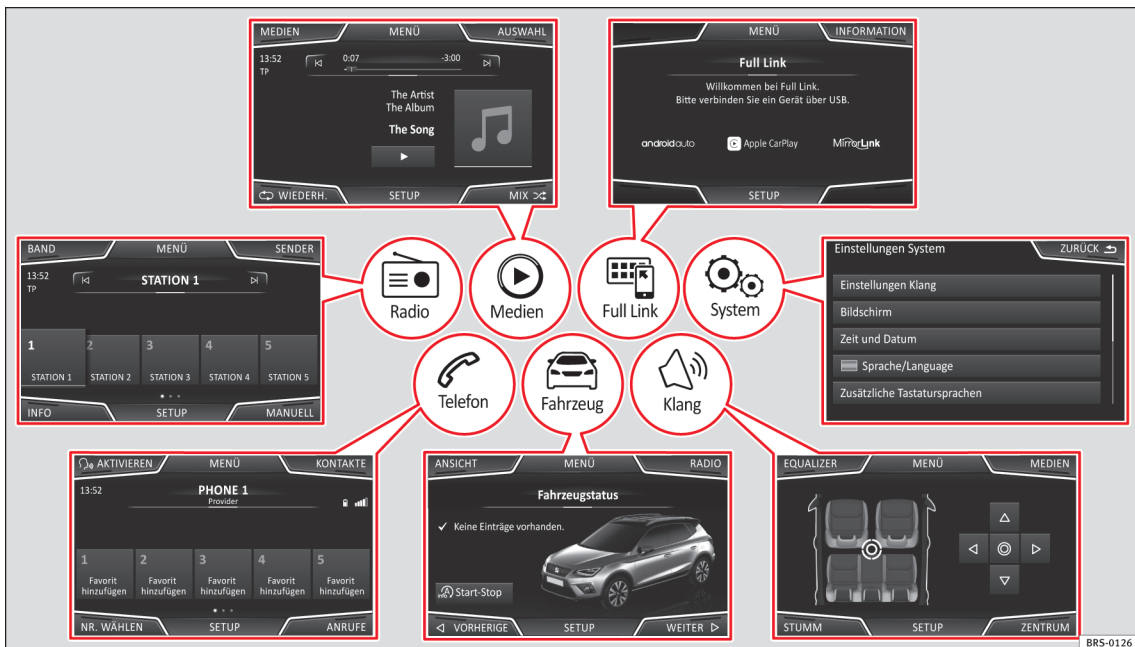 MEDIEN MENÜ AUSWAHL
13:52 0:07 -3:00
TP
The Artist
The Album
The Song
WIEDERH. SETUP MIX
MENÜ INFORMATION
Full Link
Willkommen bei Full Link.
Bitte verbinden Sie ein Gerät über USB.
androidauto Apple CarPlay MirrorLink
SETUP
BAND MENÜ SENDER
13:52 STATION 1
TP
1 2 3 4 5
STATION 1 STATION 2 STATION 3 STATION 4 STATION 5
INFO SETUP MANUELL
Radio
Medien
Full Link
System
Einstellungen System ZURÜCK
Einstellungen Klang
Bildschirm
Zeit und Datum
Sprache/Language
Zusätzliche Tastatursprachen
Telefon
Fahrzeug
Klang
AKTIVIEREN MENÜ KONTAKTE
13:52 PHONE 1
Provider
1 2 3 4 5
Favorit Favorit Favorit Favorit Favorit
hinzufügen hinzufügen hinzufügen hinzufügen hinzufügen
NR. WÄHLEN SETUP ANRUFE
ANSICHT MENÜ RADIO
Fahrzeugstatus
Keine Einträge vorhanden.
Start-Stop
VORHERIGE SETUP WEITER
EQUALIZER MENÜ MEDIEN
STUMM SETUP ZENTRUM
BRS-0126